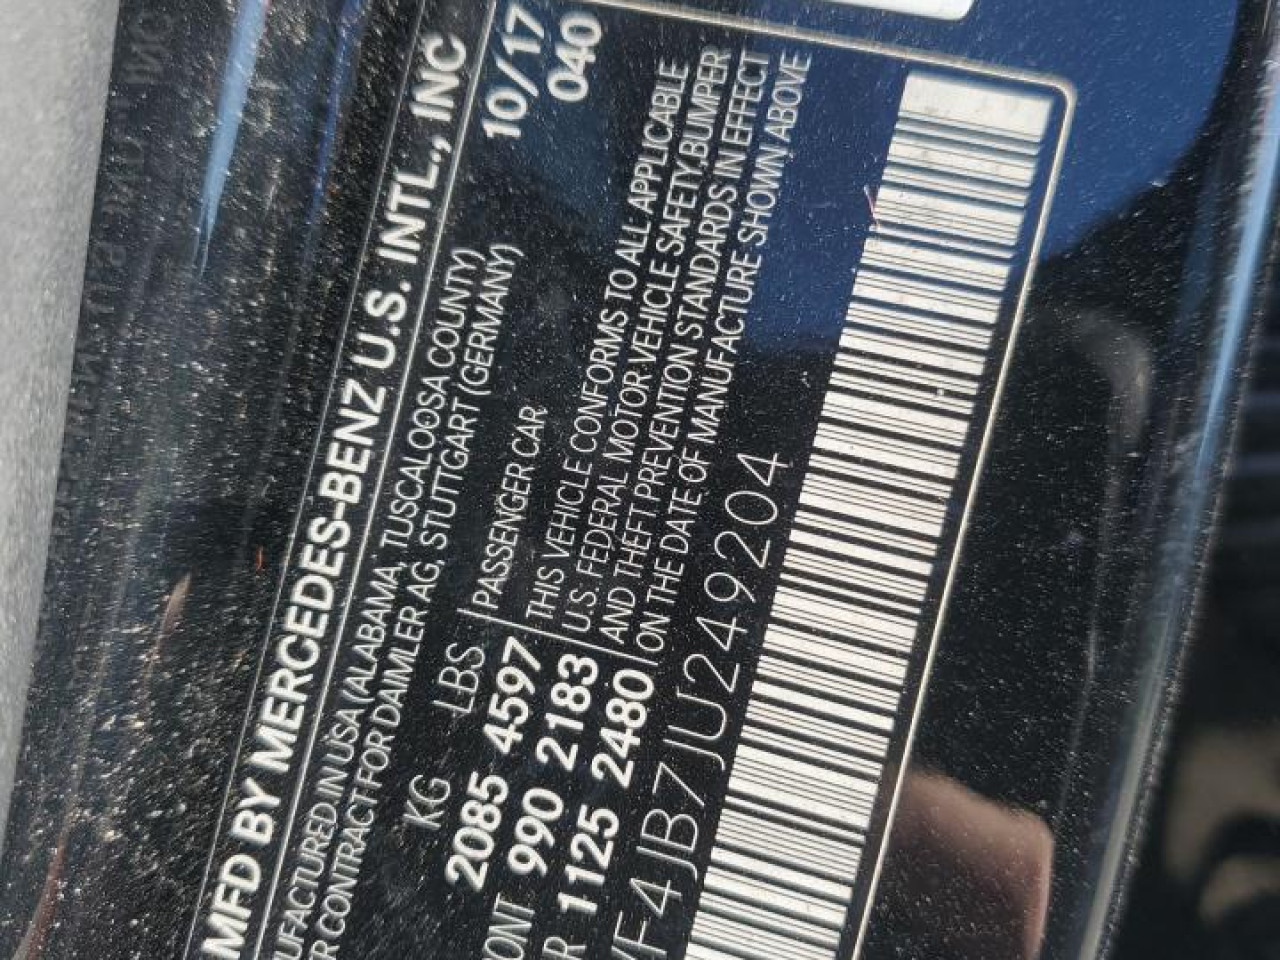 MFD BY MERCEDES-BENZ U.S. INTL., INC
UFACTURED IN USA (ALABAMA, TUSCALOOSA COUNTY)
ER CONTRACT FOR DAIMLER AG, STUTTGART (GERMANY)
10/17
040
KG LBS PASSENGER CAR
2085 4597
ONT 990 2183
R 1125 2480
THIS VEHICLE CONFORMS TO ALL APPLICABLE
U.S. FEDERAL MOTOR VEHICLE SAFETY,BUMPER
AND THEFT PREVENTION STANDARDS IN EFFECT
ON THE DATE OF MANUFACTURE SHOWN ABOVE
WF4JB7JU249204